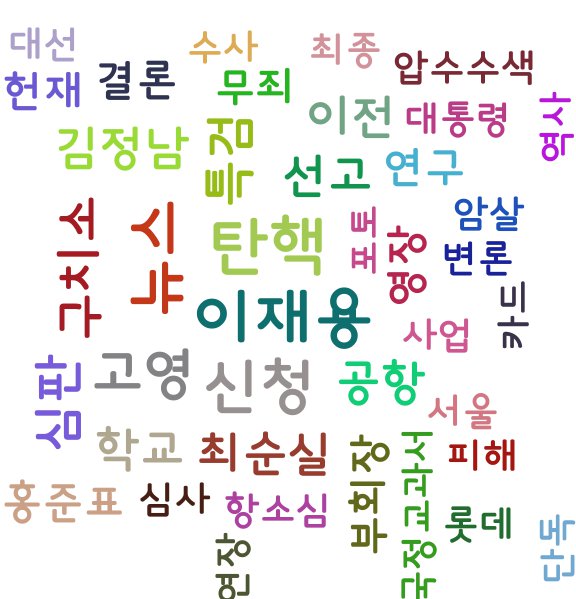 대선
수사
최종
압수수색
헌재
결론
무죄
이전
대통령
역사
김정남
특검
선고
연구
구치소
뉴스
탄핵
포토
영장
암살
변론
이재용
카드
사업
심판
고영
신청
공항
서울
학교
최순실
부회장
국정교과서
피해
홍준표
심사
항소심
롯데
단독
연장